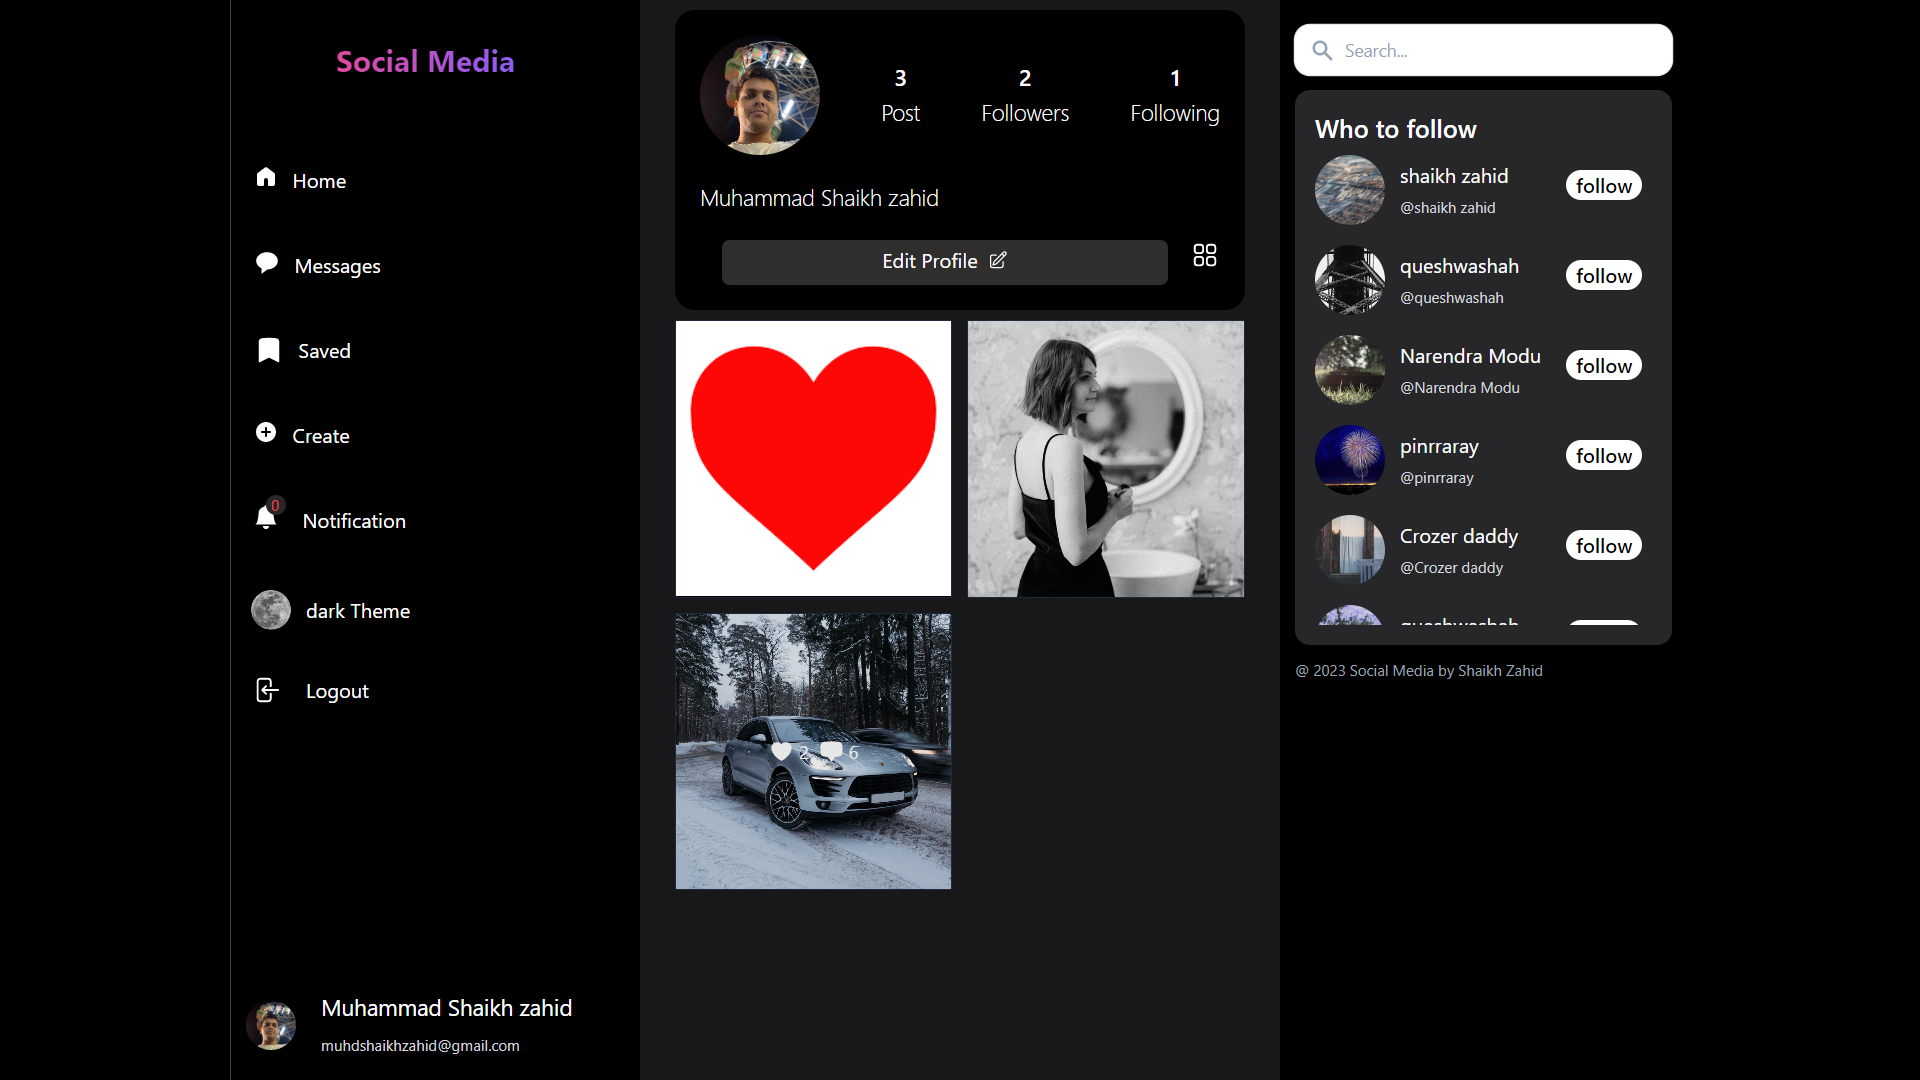 Social Media
Home
Messages
Saved
Create
0
Notification
dark Theme
Logout
Muhammad Shaikh zahid
muhdshaikhzahid@gmail.com
3
Post
2
Followers
1
Following
Muhammad Shaikh zahid
Edit Profile
2
6
Search...
Who to follow
shaikh zahid
@shaikh zahid
follow
queshwashah
@queshwashah
follow
Narendra Modu
@Narendra Modu
follow
pinrraray
@pinrraray
follow
Crozer daddy
@Crozer daddy
follow
queshwashah
@ 2023 Social Media by Shaikh Zahid